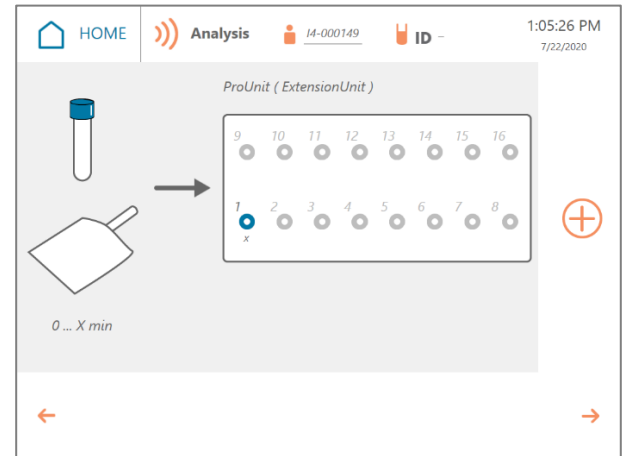 HOME Analysis I4-000149 ID – 1:05:26 PM
7/22/2020
ProUnit ( ExtensionUnit )
9 10 11 12 13 14 15 16
1 2 3 4 5 6 7 8
x
0 ... X min